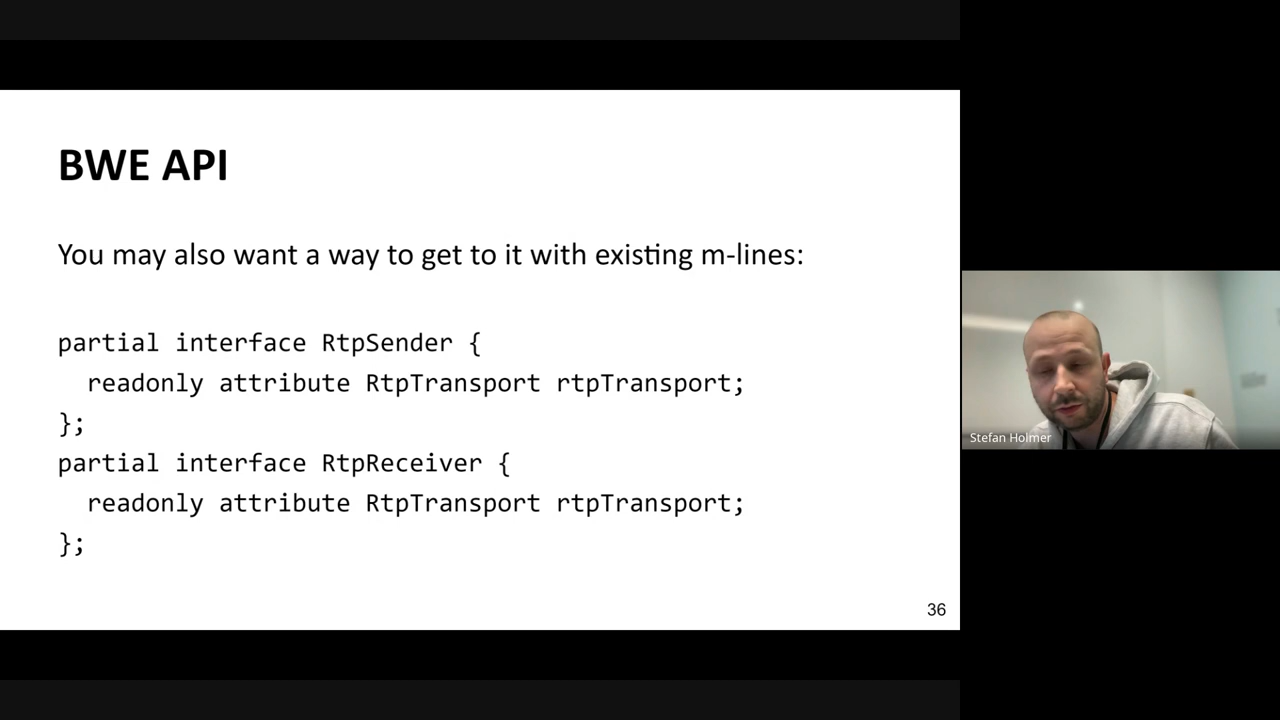 BWE API
You may also want a way to get to it with existing m-lines:
partial interface RtpSender {
  readonly attribute RtpTransport rtpTransport;
};
partial interface RtpReceiver {
  readonly attribute RtpTransport rtpTransport;
};
36
Stefan Holmer